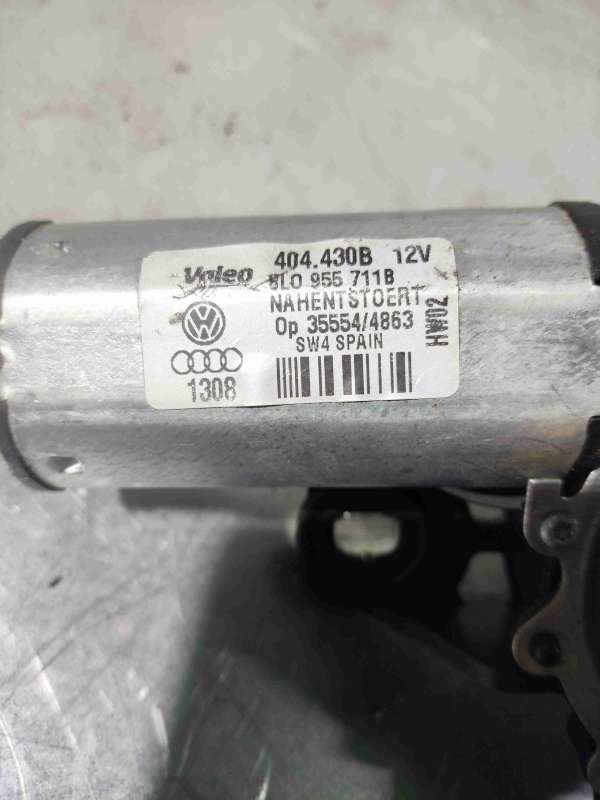 Valeo 404.430B 12V
8L0 955 711B
NAHENTSTOERT
Op 35554/4863
SW4 SPAIN
1308
HW02